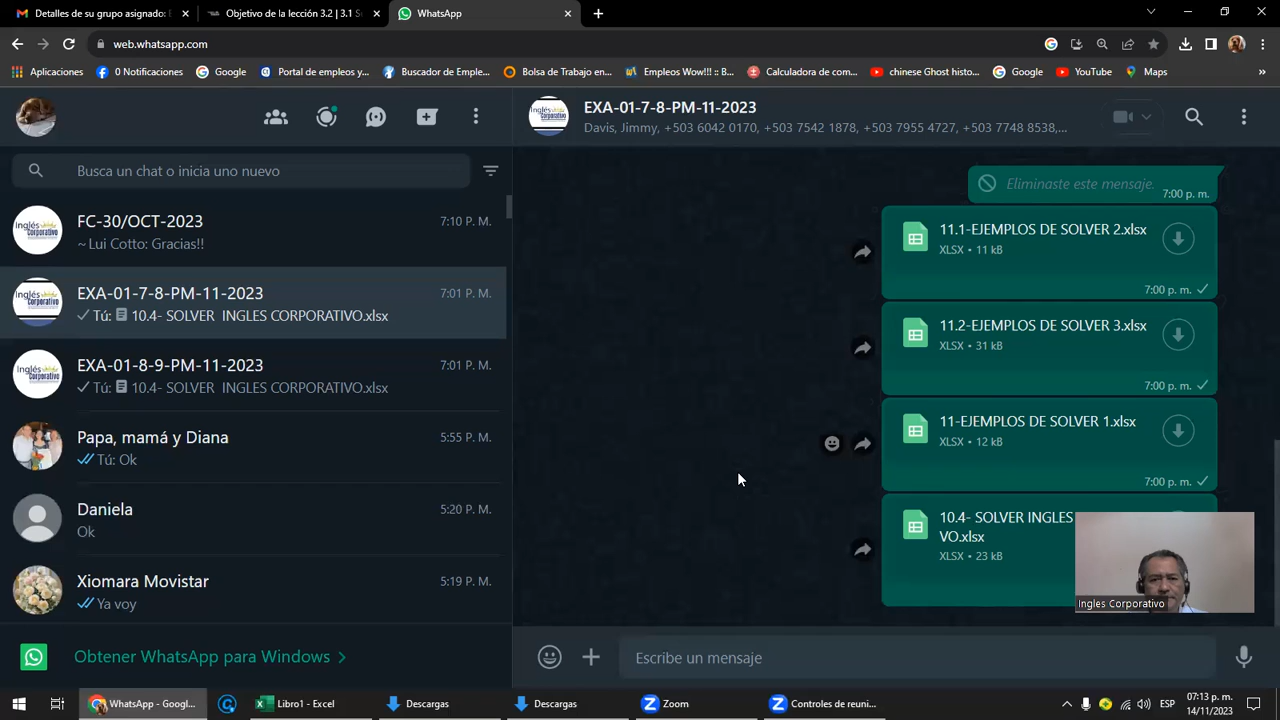 Detalles de su grupo asignado: E
Objetivo de la lección 3.2 | 3.1 S
WhatsApp
web.whatsapp.com
Aplicaciones
0 Notificacione
Google
Portal de empleos y...
Buscador de Emple...
Bolsa de Trabajo en...
Empleos Wow!!! :: B...
Calculadora de com...
chinese Ghost histo...
Google
YouTube
Maps
»
Busca un chat o inicia uno nuevo
FC-30/OCT-2023
7:10 P. M.
~ Lui Cotto: Gracias!!
EXA-01-7-8-PM-11-2023
7:01 P. M.
Tú: 10.4- SOLVER INGLES CORPORATIVO.xlsx
EXA-01-8-9-PM-11-2023
7:01 P. M.
Tú: 10.4- SOLVER INGLES CORPORATIVO.xlsx
Papa, mamá y Diana
5:55 P. M.
Tú: Ok
Daniela
5:20 P. M.
Ok
Xiomara Movistar
5:19 P. M.
Ya voy
Obtener WhatsApp para Windows
EXA-01-7-8-PM-11-2023
Davis, Jimmy, +503 6042 0170, +503 7542 1878, +503 7955 4727, +503 7748 8538,...
Eliminaste este mensaje.
7:00 p. m.
11.1-EJEMPLOS DE SOLVER 2.xlsx
XLSX • 11 kB
7:00 p. m.
11.2-EJEMPLOS DE SOLVER 3.xlsx
XLSX • 31 kB
7:00 p. m.
11-EJEMPLOS DE SOLVER 1.xlsx
XLSX • 12 kB
7:00 p. m.
10.4- SOLVER INGLES
VO.xlsx
XLSX • 23 kB
Ingles Corporativo
Escribe un mensaje
WhatsApp - Googl...
Libro1 - Excel
Descargas
Descargas
Zoom
Controles de reuni...
ESP
07:13 p. m.
14/11/2023